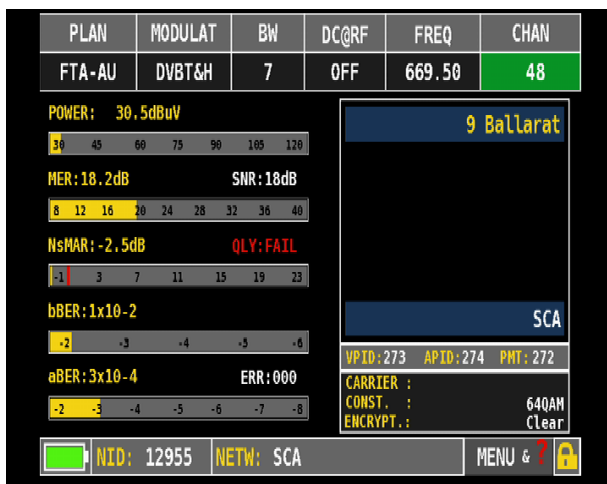 PLAN MODULAT BW DC@RF FREQ CHAN
FTA-AU DVBT&H 7 OFF 669.50 48
POWER: 30.5dBuV
30 45 60 75 90 105 120
MER:18.2dB SNR:18dB
8 12 16 20 24 28 32 36 40
NsMAR:-2.5dB QLY:FAIL
-1 3 7 11 15 19 23
bBER:1x10-2
-2 -3 -4 -5 -6
aBER:3x10-4 ERR:000
-2 -3 -4 -5 -6 -7 -8
9 Ballarat
SCA
VPID:273 APID:274 PMT:272
CARRIER :
CONST. : 64QAM
ENCRYPT.: Clear
NID: 12955 NETW: SCA MENU & ?